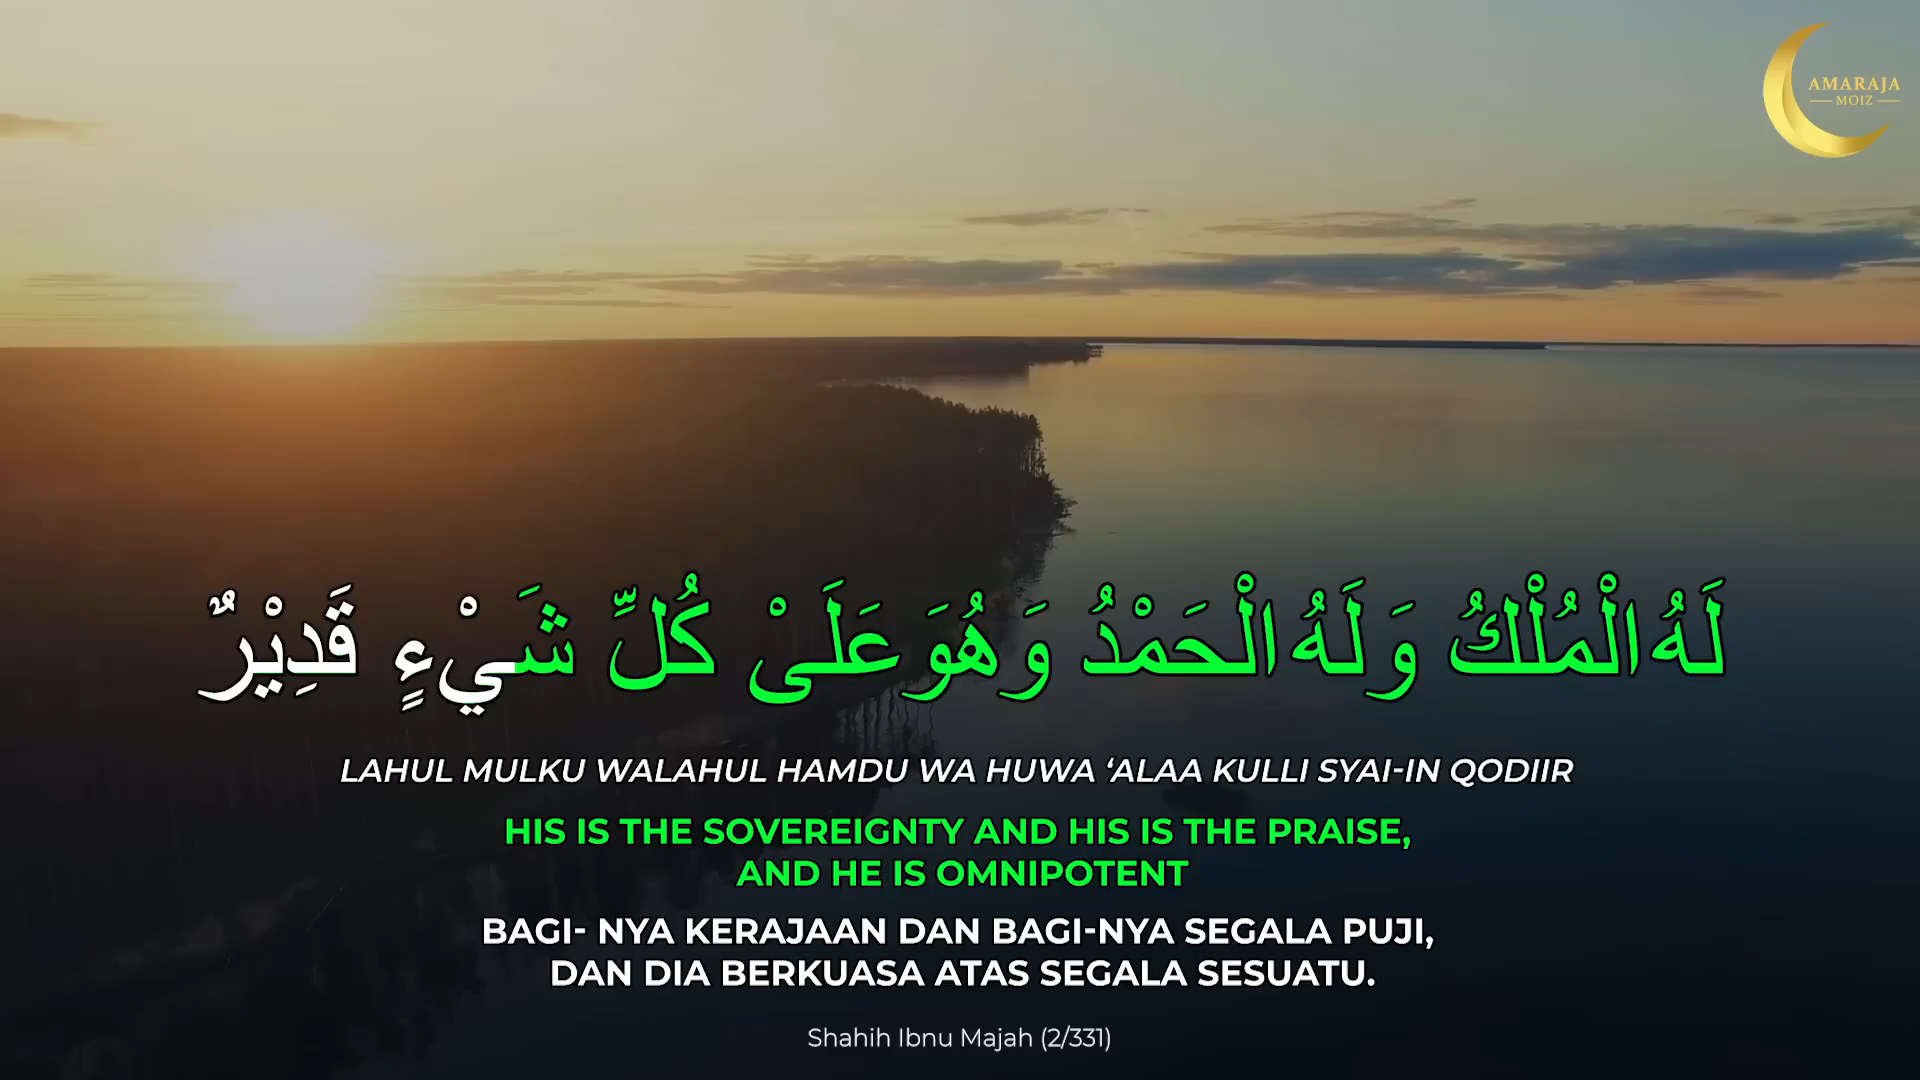 AMARAJA
MOIZ
لَهُ الْمُلْكُ وَ لَهُ الْحَمْدُ وَ هُوَ عَلَىْ كُلِّ شَيْءٍ قَدِيْرٌ
LAHUL MULKU WALAHUL HAMDU WA HUWA ‘ALAA KULLI SYAI-IN QODIIR
HIS IS THE SOVEREIGNTY AND HIS IS THE PRAISE,
AND HE IS OMNIPOTENT
BAGI- NYA KERAJAAN DAN BAGI-NYA SEGALA PUJI,
DAN DIA BERKUASA ATAS SEGALA SESUATU.
Shahih Ibnu Majah (2/331)